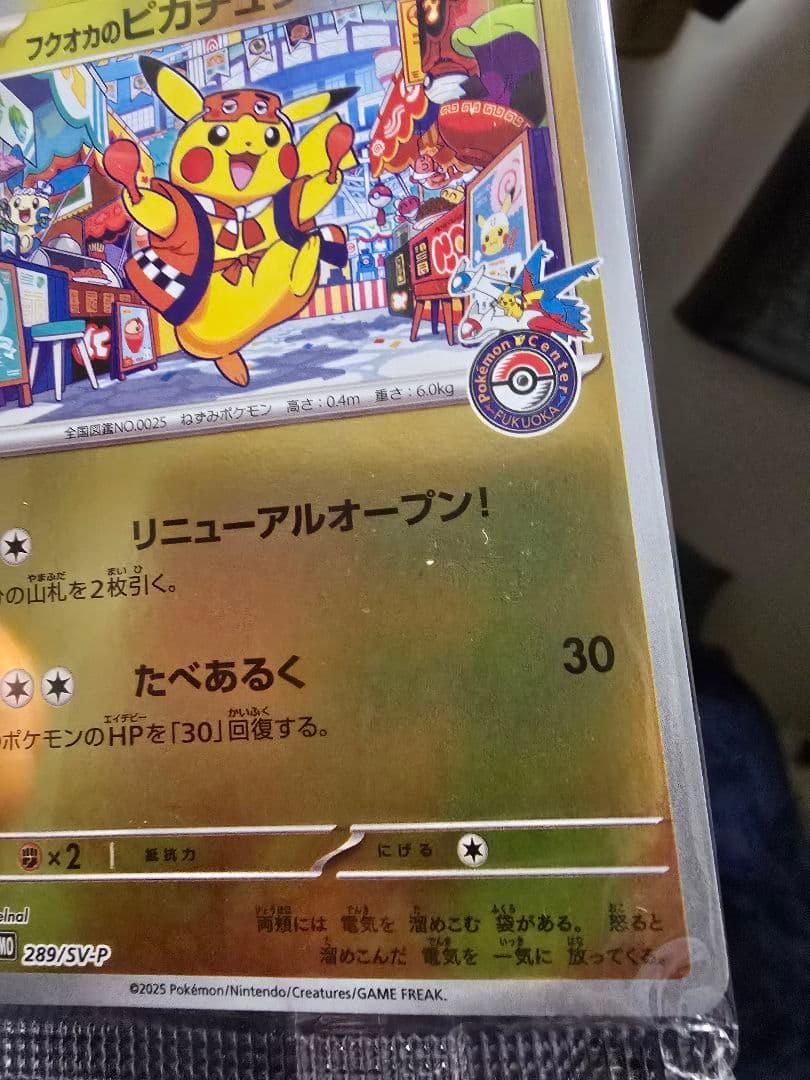 フクオカのピカチュウ
Pokémon Center
FUKUOKA
全国図鑑NO.0025 ねずみポケモン 高さ:0.4m 重さ:6.0kg
リニューアルオープン!
の山札を2枚引く。
たべあるく 30
ポケモンのHPを「30」回復する。
×2 抵抗力 にげる
両頬には 電気を 溜めこむ 袋がある。 怒ると
溜めこんだ 電気を 一気に 放ってくる。
MO 289/SV-P
©2025 Pokémon/Nintendo/Creatures/GAME FREAK.